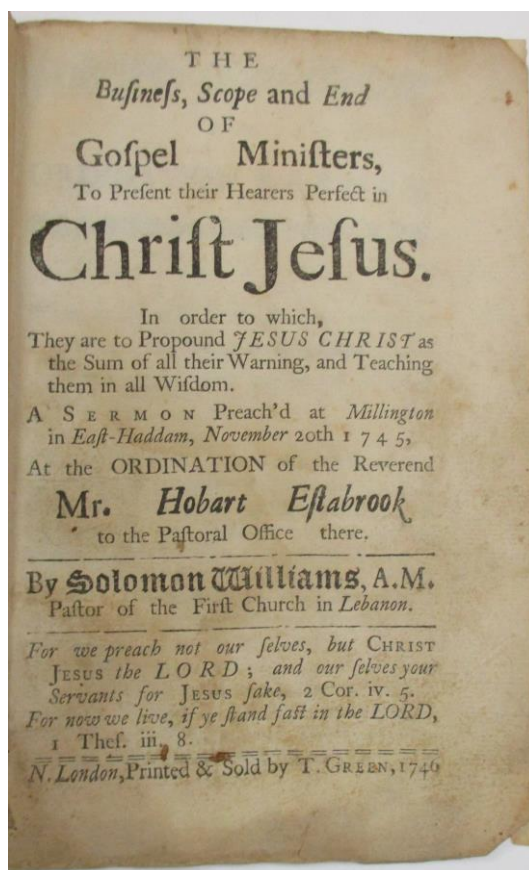 THE
Buſineſs, Scope and End
OF
Goſpel Miniſters,
To Preſent their Hearers Perfect in
Chriſt Jeſus.
In order to which,
They are to Propound JESUS CHRIST as
the Sum of all their Warning, and Teaching
them in all Wiſdom.
A SERMON Preach'd at Millington
in Eaſt-Haddam, November 20th 1745,
At the ORDINATION of the Reverend
Mr. Hobart Eſtabrook
to the Paſtoral Office there.
By Solomon Williams, A.M.
Paſtor of the Firſt Church in Lebanon.
For we preach not our ſelves, but CHRIST
JESUS the LORD; and our ſelves your
Servants for JESUS ſake, 2 Cor. iv. 5.
For now we live, if ye ſtand faſt in the LORD,
1 Theſ. iii. 8.
N. London, Printed & Sold by T. GREEN, 1746